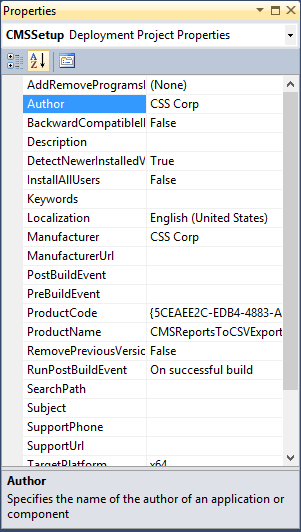 Properties
CMSSetup Deployment Project Properties
AddRemoveProgramsI (None)
Author CSS Corp
BackwardCompatibleI False
Description
DetectNewerInstalledV True
InstallAllUsers False
Keywords
Localization English (United States)
Manufacturer CSS Corp
ManufacturerUrl
PostBuildEvent
PreBuildEvent
ProductCode {5CEAEE2C-EDB4-4883-A
ProductName CMSReportsToCSVExport
RemovePreviousVersic False
RunPostBuildEvent On successful build
SearchPath
Subject
SupportPhone
SupportUrl
TargetPlatform x64
Author
Specifies the name of the author of an application or
component